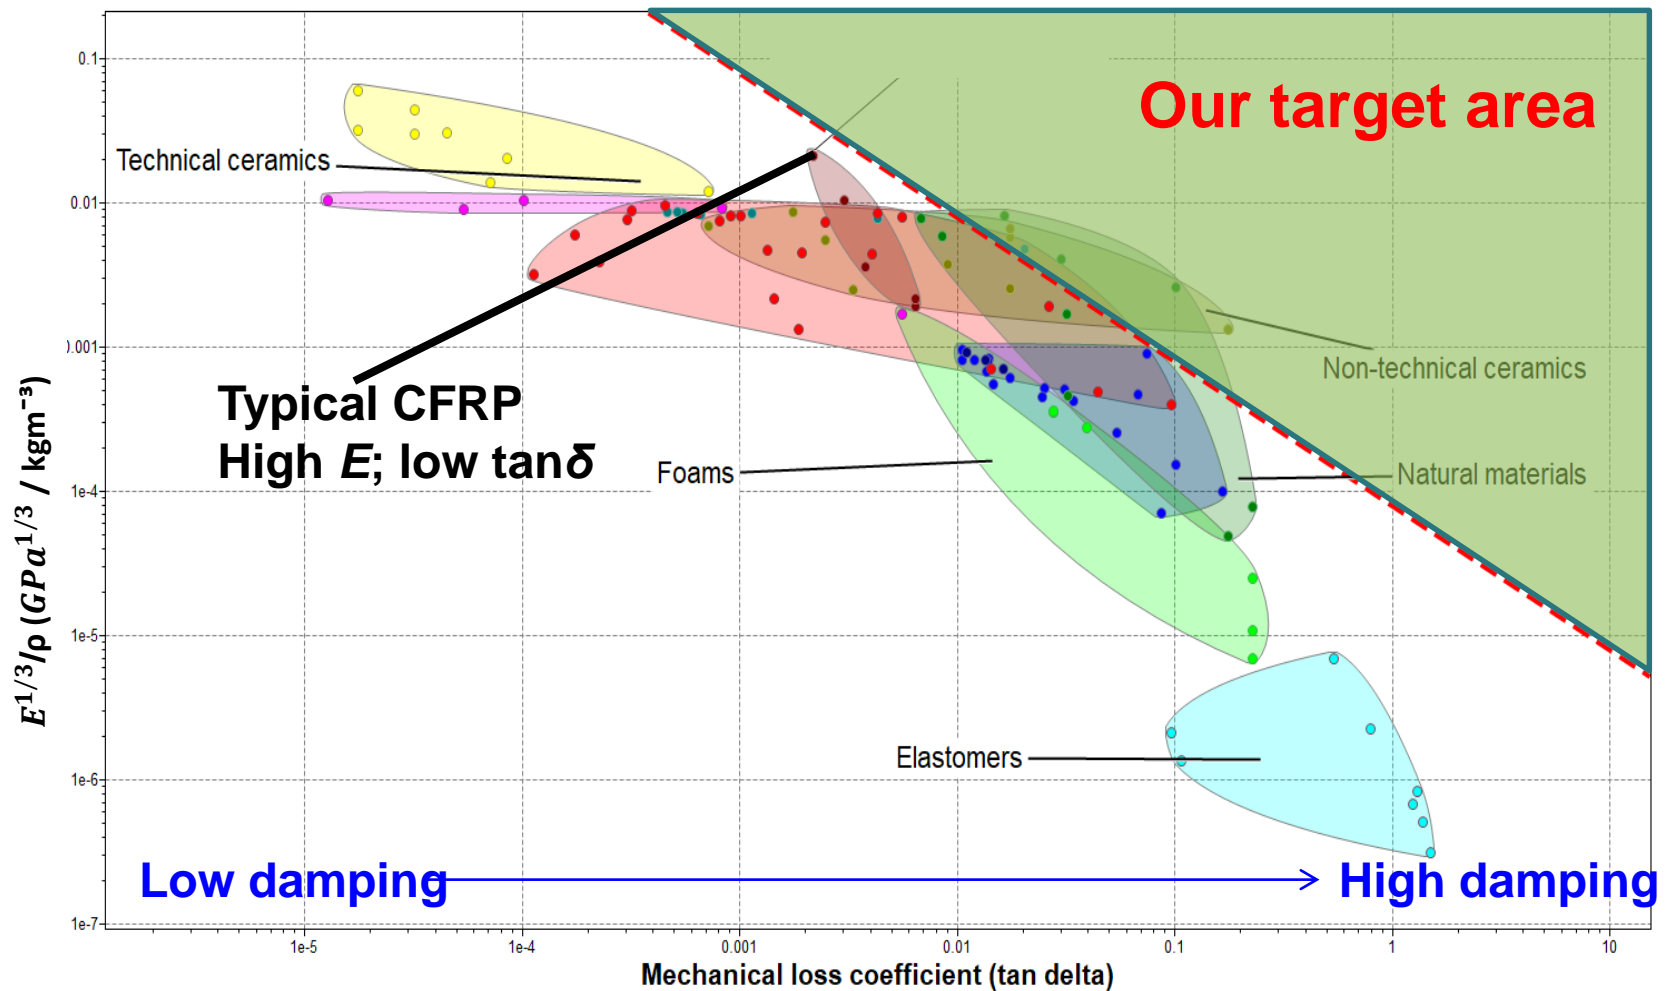 Our target area
0.1
Technical ceramics
0.01
0.001
Non-technical ceramics
Typical CFRP
High E; low tanδ
Foams
Natural materials
1e-4
1e-5
E^1/3/ρ (GPa^1/3 / kgm⁻³)
Elastomers
1e-6
Low damping
High damping
1e-7
1e-5 1e-4 0.001 0.01 0.1 1 10
Mechanical loss coefficient (tan delta)